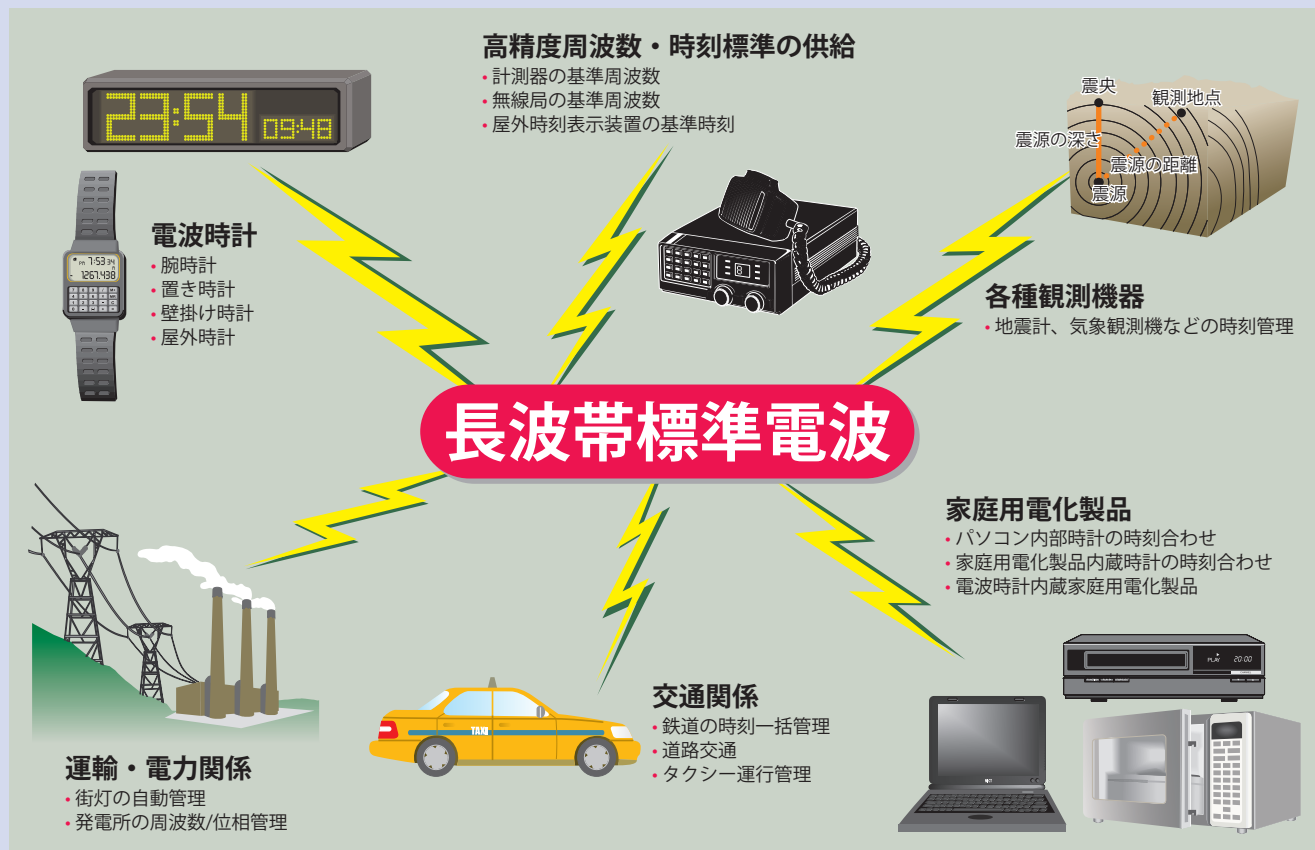 高精度周波数・時刻標準の供給
・計測器の基準周波数
・無線局の基準周波数
・屋外時刻表示装置の基準時刻
23:54
09:48
電波時計
・腕時計
・置き時計
・壁掛け時計
・屋外時計
PM 7:53 34
1267.438
8
震央
観測地点
震源の深さ
震源の距離
震源
各種観測機器
・地震計、気象観測機などの時刻管理
長波帯標準電波
家庭用電化製品
・パソコン内部時計の時刻合わせ
・家庭用電化製品内蔵時計の時刻合わせ
・電波時計内蔵家庭用電化製品
PLAY 20:00
運輸・電力関係
・街灯の自動管理
・発電所の周波数/位相管理
TAXI
交通関係
・鉄道の時刻一括管理
・道路交通
・タクシー運行管理